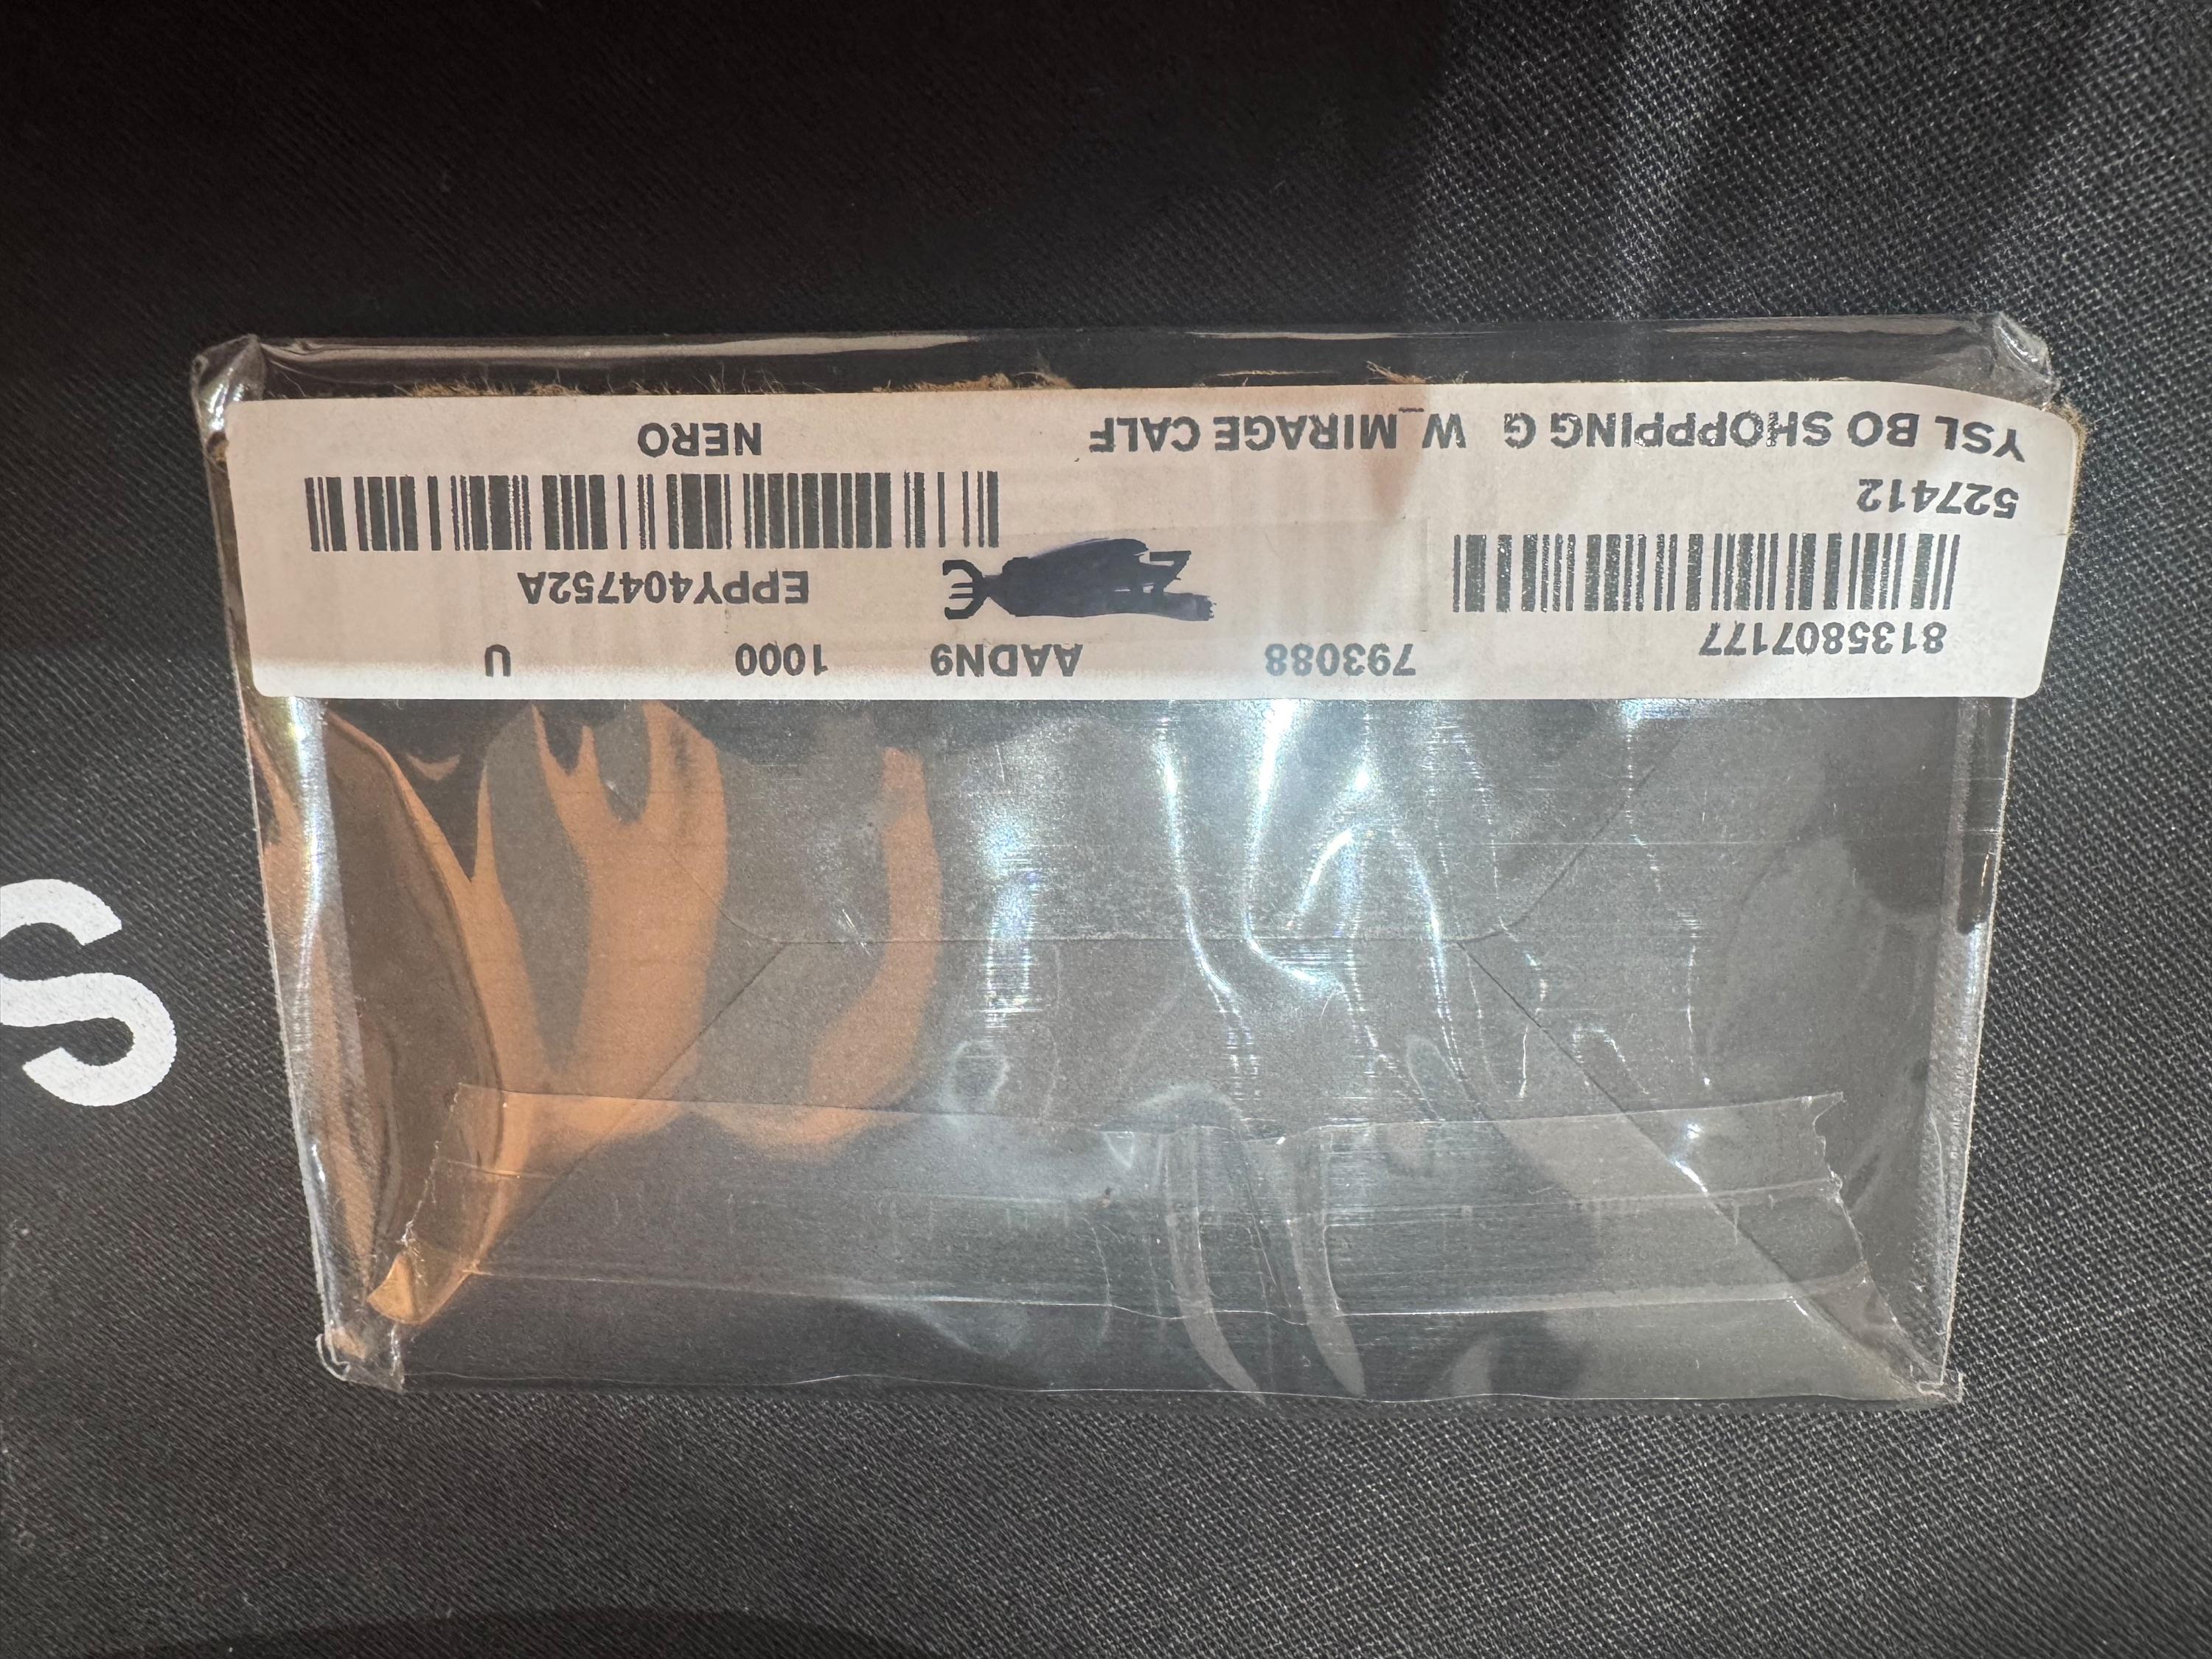 8135807177 793088 AADN9 1000 U
€ EPPY404752A
527412
YSL BO SHOPPPING G W_MIRAGE CALF NERO
S